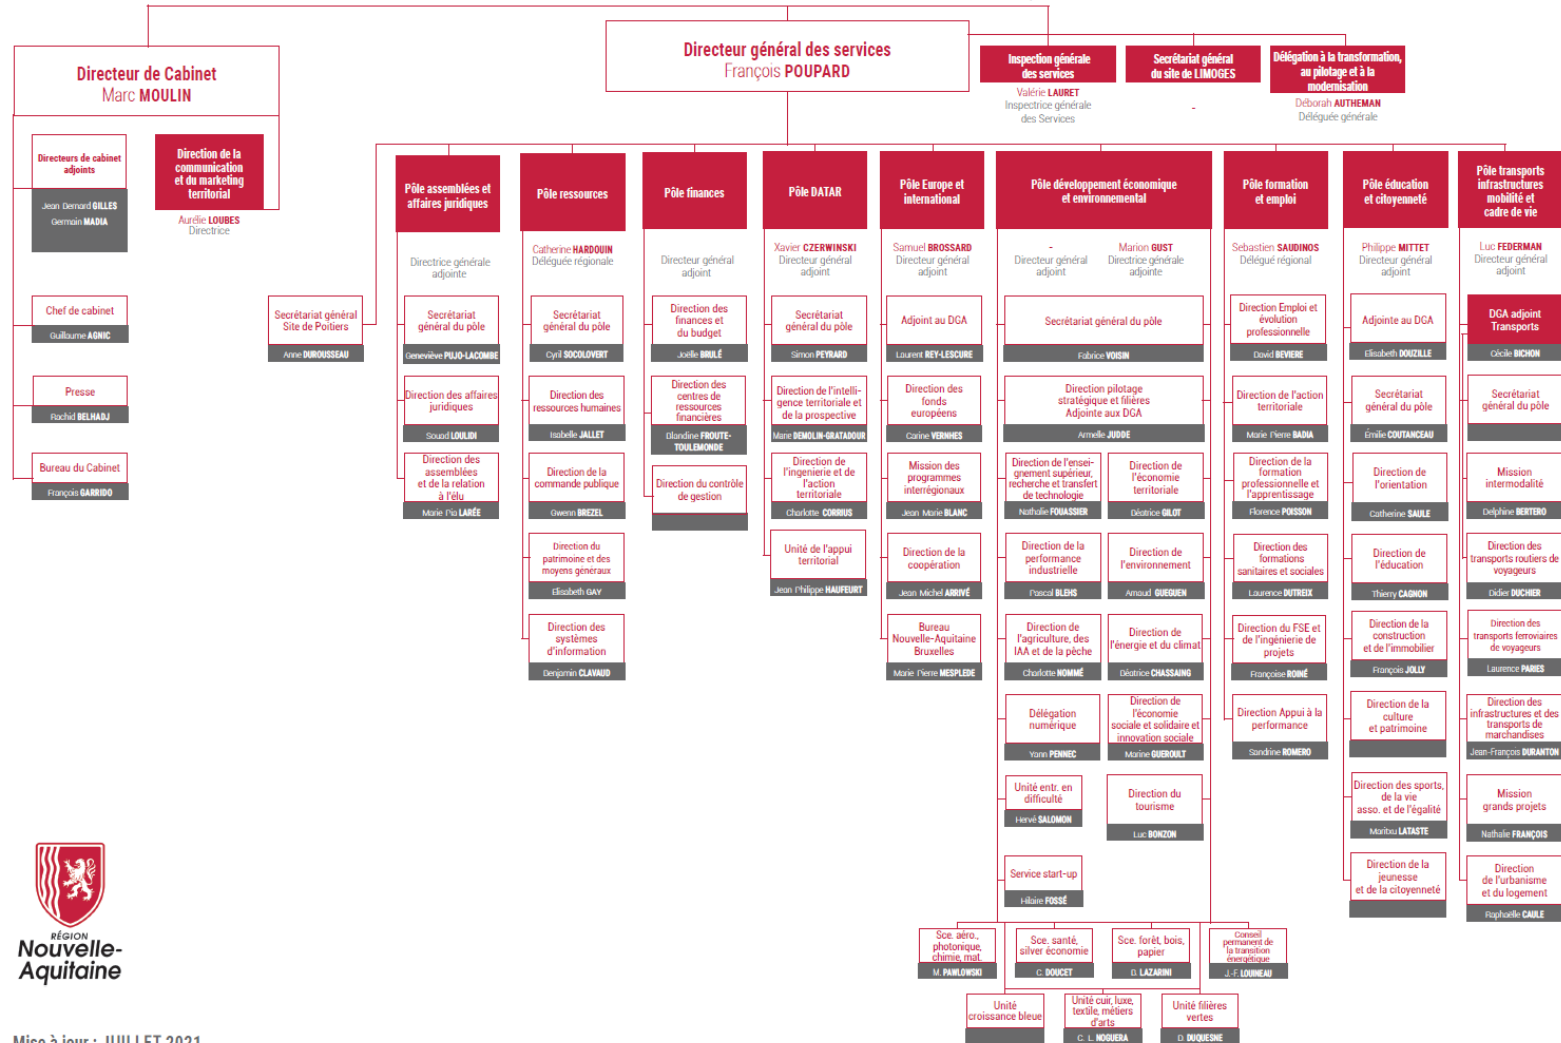 Directeur général des services
François POUPARD
Directeur de Cabinet
Marc MOULIN
Inspection générale
des services
Valérie LAURET
Inspectrice générale
des Services
Secrétariat général
du site de LIMOGES
-
Délégation à la transformation,
au pilotage et à la
modernisation
Déborah AUTHEMAN
Déléguée générale
Directeurs de cabinet
adjoints
Jean Bernard GILLES
Germain MADIA
Direction de la
communication
et du marketing
territorial
Aurélie LOUBES
Directrice
Chef de cabinet
Guillaume AGNIC
Presse
Rachid BELHADJ
Bureau du Cabinet
François GARRIDO
Secrétariat général
Site de Poitiers
Anne DUROUSSEAU
Pôle assemblées et
affaires juridiques
Directrice générale
adjointe
Secrétariat
général du pôle
Geneviève PUJO-LACOMBE
Direction des affaires
juridiques
Souad LOULIDI
Direction des
assemblées
et de la relation
à l'élu
Marie Pia LARÉE
Pôle ressources
Catherine HARDOUIN
Déléguée régionale
Secrétariat
général du pôle
Cyril SOCOLOVERT
Direction des
ressources humaines
Isabelle JALLET
Direction de la
commande publique
Gwenn BREZEL
Direction du
patrimoine et des
moyens généraux
Elisabeth GAY
Direction des
systèmes
d'information
Benjamin CLAVAUD
Pôle finances
Directeur général
adjoint
Direction des
finances et
du budget
Joëlle BRULÉ
Direction des
centres de
ressources
financières
Blandine FROUTE-
TOULEMONDE
Direction du contrôle
de gestion
Pôle DATAR
Xavier CZERWINSKI
Directeur général
adjoint
Secrétariat
général du pôle
Simon PEYRARD
Direction de l'intelli-
gence territoriale et
de la prospective
Marie DEMOLIN-GRATADOUR
Direction de
l'ingenierie et de
l'action
territoriale
Charlotte CORRIUS
Unité de l'appui
territorial
Jean Philippe HAUFEURT
Pôle Europe et
international
Samuel BROSSARD
Directeur général
adjoint
Adjoint au DGA
Laurent REY-LESCURE
Direction des
fonds
européens
Carine VERNHES
Mission des
programmes
interrégionaux
Jean Marie BLANC
Direction de la
coopération
Jean Michel ARRIVÉ
Bureau
Nouvelle-Aquitaine
Bruxelles
Marie Pierre MESPLEDE
Pôle développement économique
et environnemental
-
Directeur général
adjoint
Marion GUST
Directrice générale
adjointe
Secrétariat général du pôle
Fabrice VOISIN
Direction pilotage
stratégique et filières
Adjointe aux DGA
Armelle JUDDE
Direction de l'ensei-
gnement supérieur,
recherche et transfert
de technologie
Nathalie FOUASSIER
Direction de
l'économie
territoriale
Béatrice GILOT
Direction de la
performance
industrielle
Pascal BLEHS
Direction de
l'environnement
Arnaud GUEGUEN
Direction de
l'agriculture, des
IAA et de la pèche
Charlotte NOMMÉ
Direction de
l'énergie et du climat
Béatrice CHASSAING
Délégation
numérique
Yann PENNEC
Direction de
l'économie
sociale et solidaire et
innovation sociale
Marine GUEROULT
Unité entr. en
difficulté
Hervé SALOMON
Direction du
tourisme
Luc BONZON
Service start-up
Hilaire FOSSÉ
Sce. aéro.,
photonique,
chimie, mat.
M. PAWLOWSKI
Sce. santé,
silver économie
C. DOUCET
Sce. forêt, bois,
papier
D. LAZARINI
Conseil
permanent de
la transition
énergétique
J.-F. LOUINEAU
Unité
croissance bleue
Unité cuir, luxe,
textile, métiers
d'arts
C. L. NOGUERA
Unité filières
vertes
D. DUQUESNE
Pôle formation
et emploi
Sebastien SAUDINOS
Délégué régional
Direction Emploi et
évolution
professionnelle
David BEVIERE
Direction de l'action
territoriale
Marie Pierre BADIA
Direction de la
formation
professionnelle et
l'apprentissage
Florence POISSON
Direction des
formations
sanitaires et sociales
Laurence DUTREIX
Direction du FSE et
de l'ingénierie de
projets
Françoise ROINÉ
Direction Appui à la
performance
Sandrine ROMERO
Pôle éducation
et citoyenneté
Philippe MITTET
Directeur général
adjoint
Adjointe au DGA
Elisabeth DOUZILLE
Secrétariat
général du pôle
Émilie COUTANCEAU
Direction de
l'orientation
Catherine SAULE
Direction de
l'éducation
Thierry CAGNON
Direction de la
construction
et de l'immobilier
François JOLLY
Direction de la
culture
et patrimoine
Direction des sports,
de la vie
asso. et de l'égalité
Maritxu LATASTE
Direction de la
jeunesse
et de la citoyenneté
Pôle transports
infrastructures
mobilité et
cadre de vie
Luc FEDERMAN
Directeur général
adjoint
DGA adjoint
Transports
Cécile BICHON
Secrétariat
général du pôle
Mission
intermodalité
Delphine BERTERO
Direction des
transports routiers de
voyageurs
Didier DUCHIER
Direction des
transports ferroviaires
de voyageurs
Laurence PARIES
Direction des
infrastructures et des
transports de
marchandises
Jean-François DURANTON
Mission
grands projets
Nathalie FRANÇOIS
Direction
de l'urbanisme
et du logement
Raphaëlle CAULE
RÉGION
Nouvelle-
Aquitaine
Mise à jour : JUILLET 2021